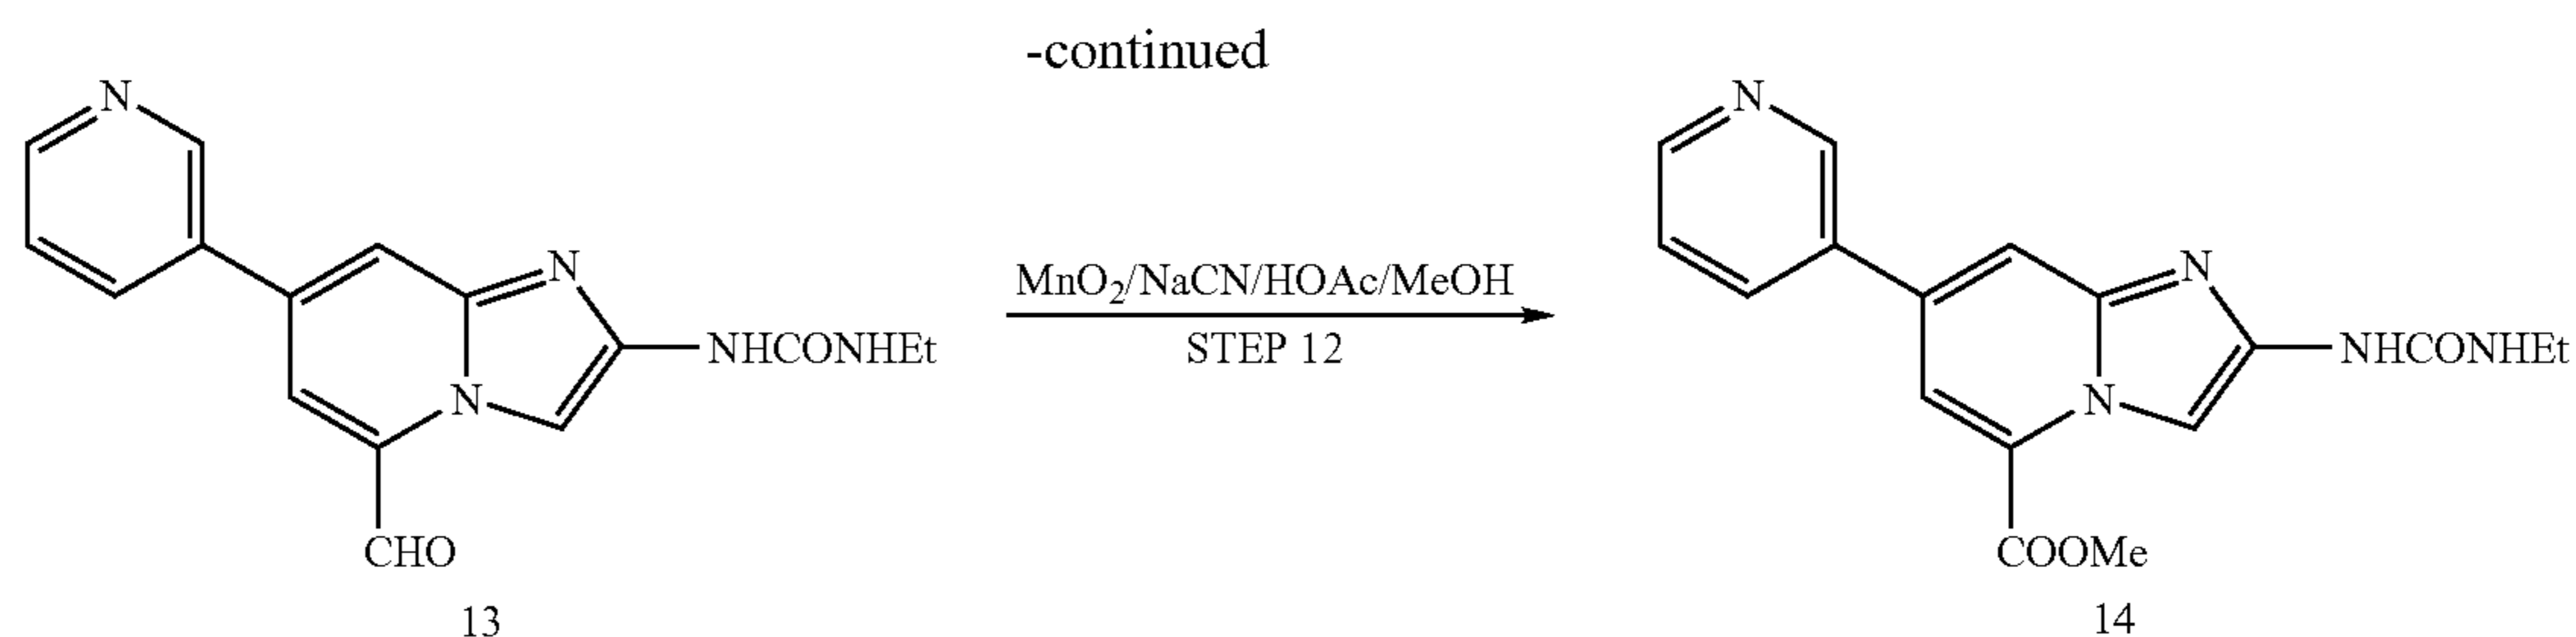 -continued
N
N
N
NHCONHEt
N
CHO
13
MnO₂/NaCN/HOAc/MeOH
STEP 12
N
N
NHCONHEt
N
COOMe
14